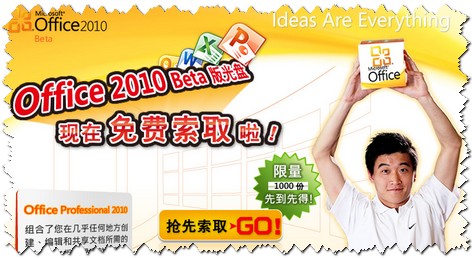 Microsoft®
Office2010
Beta
Ideas Are Everything
Office 2010 Beta 版光盘
现在 免费索取 啦！
Microsoft
Office
限量
1000 份
先到先得!
Office Professional 2010
组合了您在几乎任何地方创
建、编辑和共享文档所需的
抢先索取 GO!